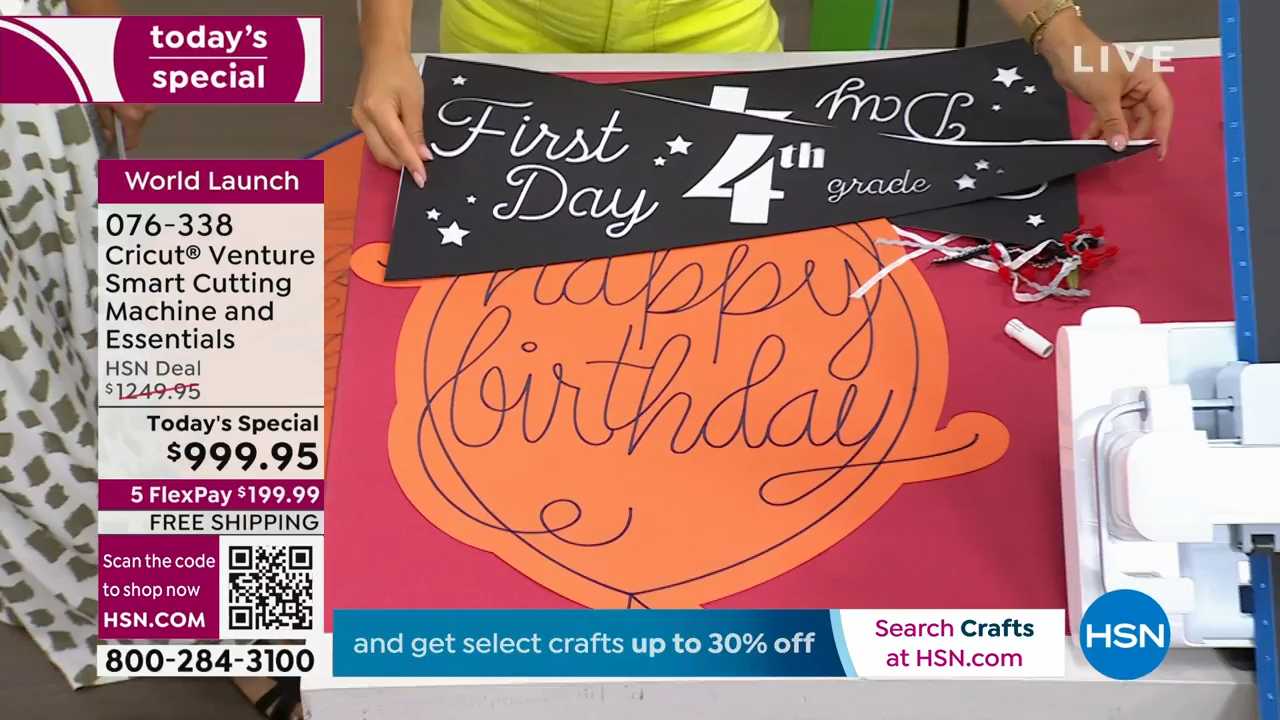 today's
special
LIVE
World Launch
076-338
Cricut® Venture
Smart Cutting
Machine and
Essentials
HSN Deal
$1249.95
Today's Special
$999.95
5 FlexPay $199.99
FREE SHIPPING
Scan the code
to shop now
HSN.COM
800-284-3100
First
Day
4th
grade
Day
happy
birthday
and get select crafts up to 30% off
Search Crafts
at HSN.com
HSN